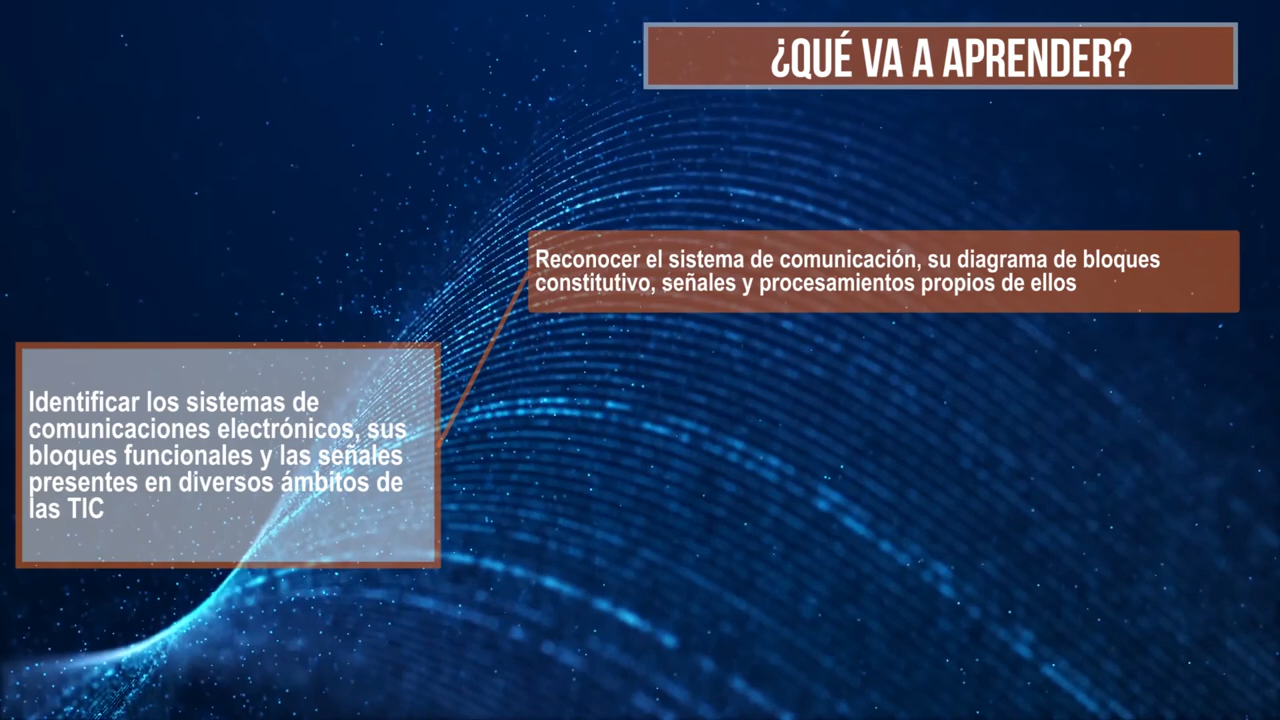 ¿QUÉ VA A APRENDER?
Reconocer el sistema de comunicación, su diagrama de bloques
constitutivo, señales y procesamientos propios de ellos
Identificar los sistemas de
comunicaciones electrónicos, sus
bloques funcionales y las señales
presentes en diversos ámbitos de
las TIC